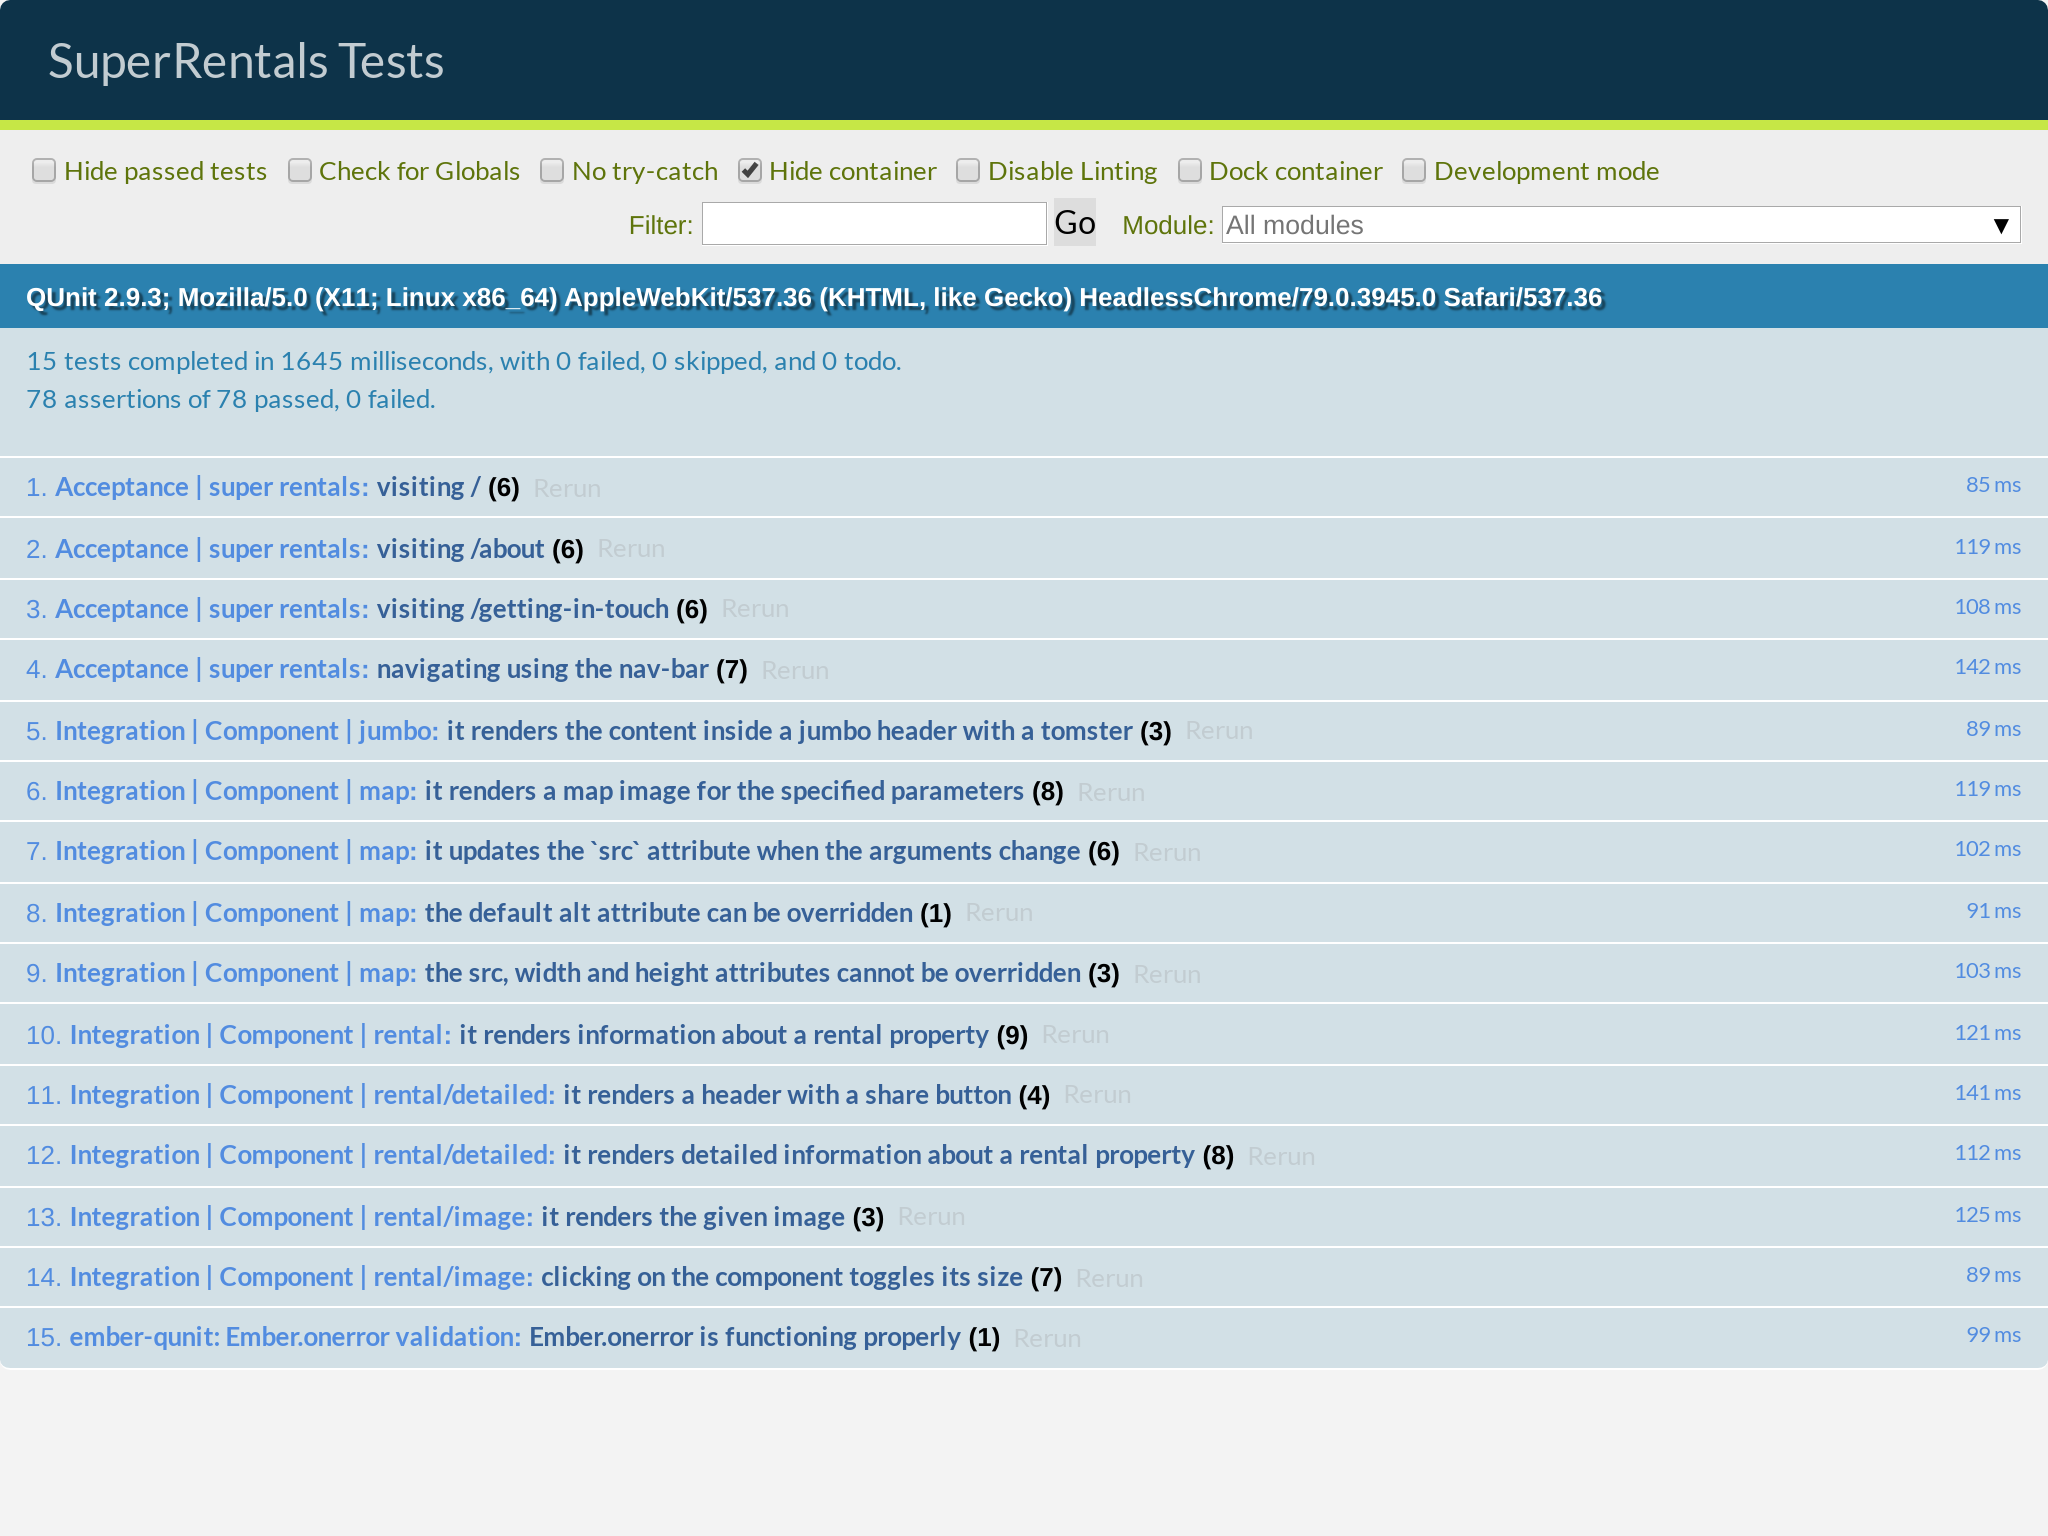 SuperRentals Tests
Hide passed tests Check for Globals No try-catch Hide container Disable Linting Dock container Development mode
Filter: Go Module: All modules ▼
QUnit 2.9.3; Mozilla/5.0 (X11; Linux x86_64) AppleWebKit/537.36 (KHTML, like Gecko) HeadlessChrome/79.0.3945.0 Safari/537.36
15 tests completed in 1645 milliseconds, with 0 failed, 0 skipped, and 0 todo.
78 assertions of 78 passed, 0 failed.
1. Acceptance | super rentals: visiting / (6) Rerun 85 ms
2. Acceptance | super rentals: visiting /about (6) Rerun 119 ms
3. Acceptance | super rentals: visiting /getting-in-touch (6) Rerun 108 ms
4. Acceptance | super rentals: navigating using the nav-bar (7) Rerun 142 ms
5. Integration | Component | jumbo: it renders the content inside a jumbo header with a tomster (3) Rerun 89 ms
6. Integration | Component | map: it renders a map image for the specified parameters (8) Rerun 119 ms
7. Integration | Component | map: it updates the `src` attribute when the arguments change (6) Rerun 102 ms
8. Integration | Component | map: the default alt attribute can be overridden (1) Rerun 91 ms
9. Integration | Component | map: the src, width and height attributes cannot be overridden (3) Rerun 103 ms
10. Integration | Component | rental: it renders information about a rental property (9) Rerun 121 ms
11. Integration | Component | rental/detailed: it renders a header with a share button (4) Rerun 141 ms
12. Integration | Component | rental/detailed: it renders detailed information about a rental property (8) Rerun 112 ms
13. Integration | Component | rental/image: it renders the given image (3) Rerun 125 ms
14. Integration | Component | rental/image: clicking on the component toggles its size (7) Rerun 89 ms
15. ember-qunit: Ember.onerror validation: Ember.onerror is functioning properly (1) Rerun 99 ms